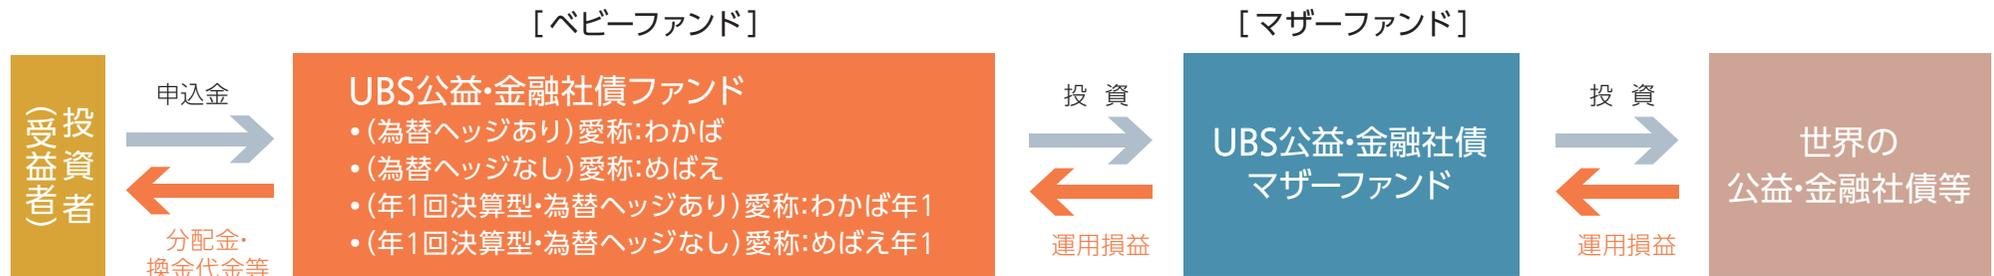 [ベビーファンド]
[マザーファンド]
投資者
(受益者)
申込金
分配金・
換金代金等
UBS公益・金融社債ファンド
•(為替ヘッジあり)愛称:わかば
•(為替ヘッジなし)愛称:めばえ
•(年1回決算型・為替ヘッジあり)愛称:わかば年1
•(年1回決算型・為替ヘッジなし)愛称:めばえ年1
投 資
運用損益
UBS公益・金融社債
マザーファンド
投 資
運用損益
世界の
公益・金融社債等